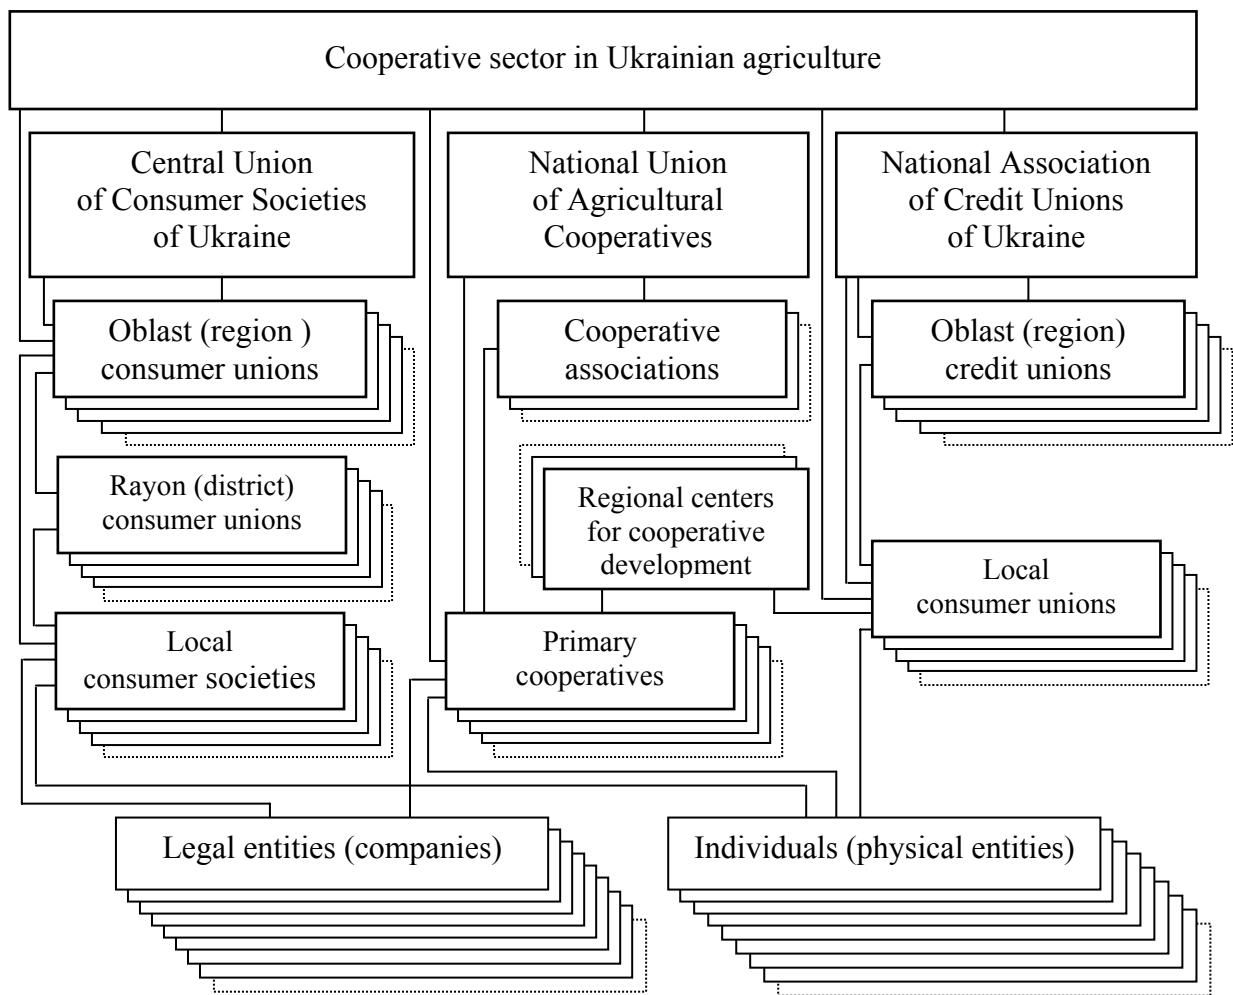 Cooperative sector in Ukrainian agriculture
Central Union
of Consumer Societies
of Ukraine
National Union
of Agricultural
Cooperatives
National Association
of Credit Unions
of Ukraine
Oblast (region )
consumer unions
Cooperative
associations
Oblast (region)
credit unions
Rayon (district)
consumer unions
Regional centers
for cooperative
development
Local
consumer unions
Local
consumer societies
Primary
cooperatives
Legal entities (companies)
Individuals (physical entities)